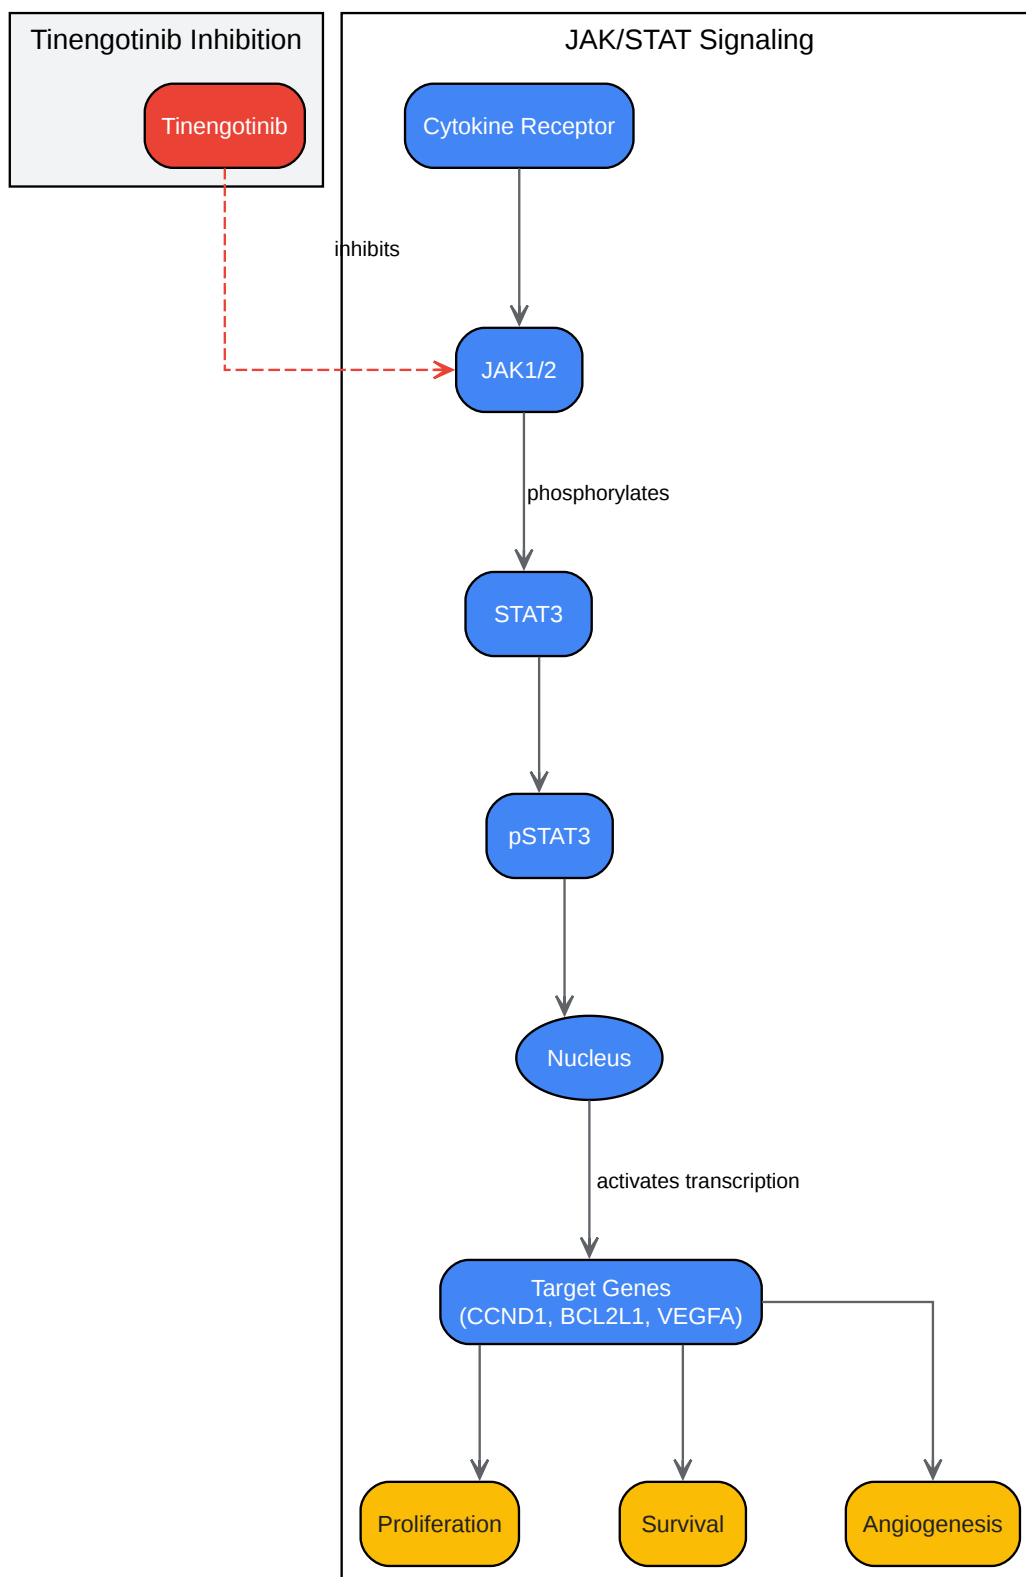 Tinengotinib Inhibition
JAK/STAT Signaling
Tinengotinib
Cytokine Receptor
inhibits
JAK1/2
phosphorylates
STAT3
pSTAT3
Nucleus
activates transcription
Target Genes
(CCND1, BCL2L1, VEGFA)
Proliferation
Survival
Angiogenesis